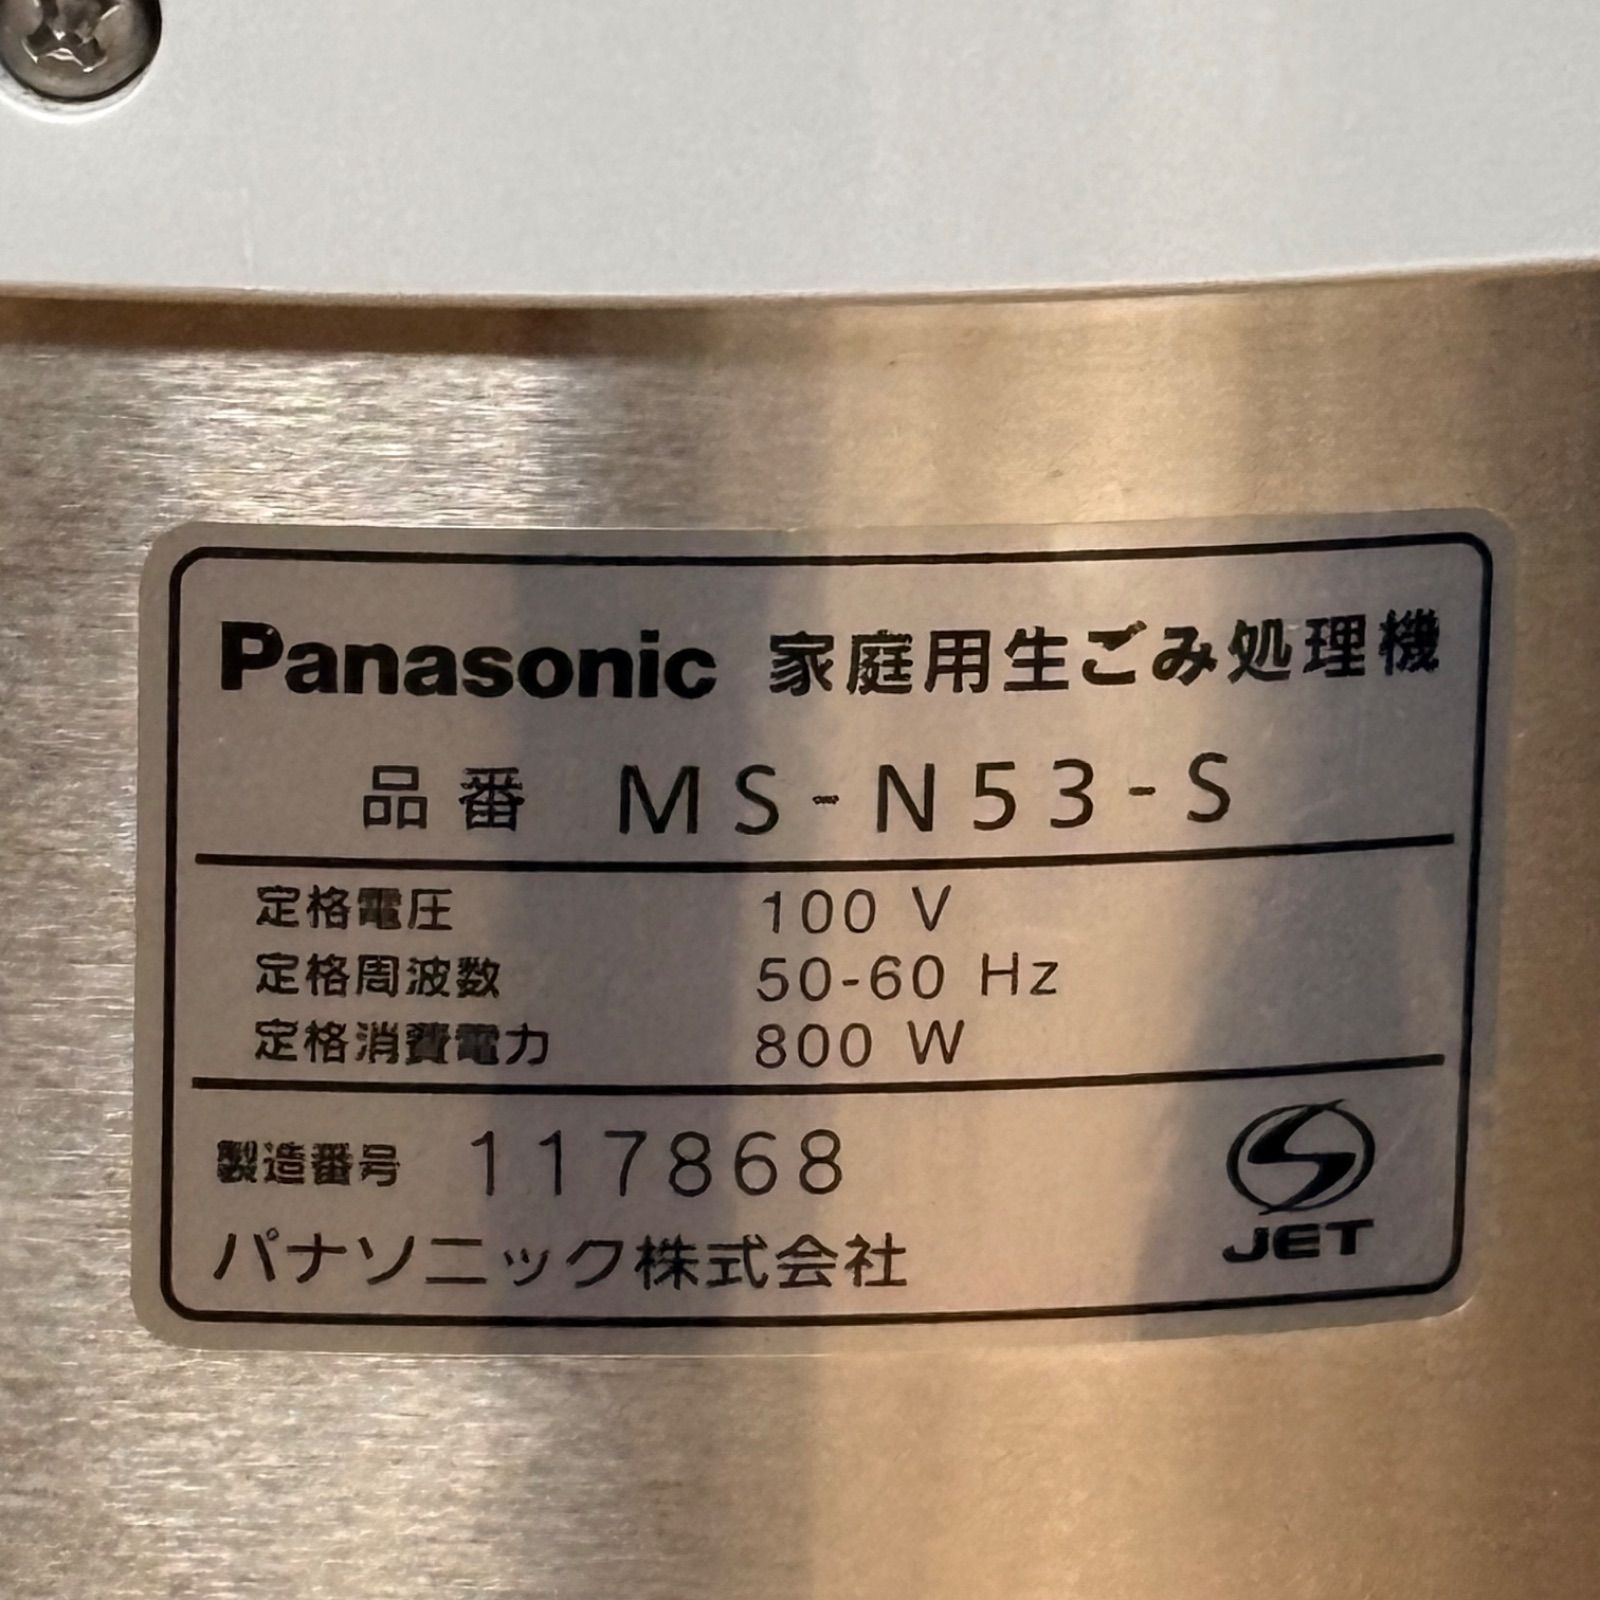 Panasonic 家庭用生ごみ処理機
品番 MS-N53-S
定格電圧 100 V
定格周波数 50-60 Hz
定格消費電力 800 W
製造番号 117868
パナソニック株式会社
JET